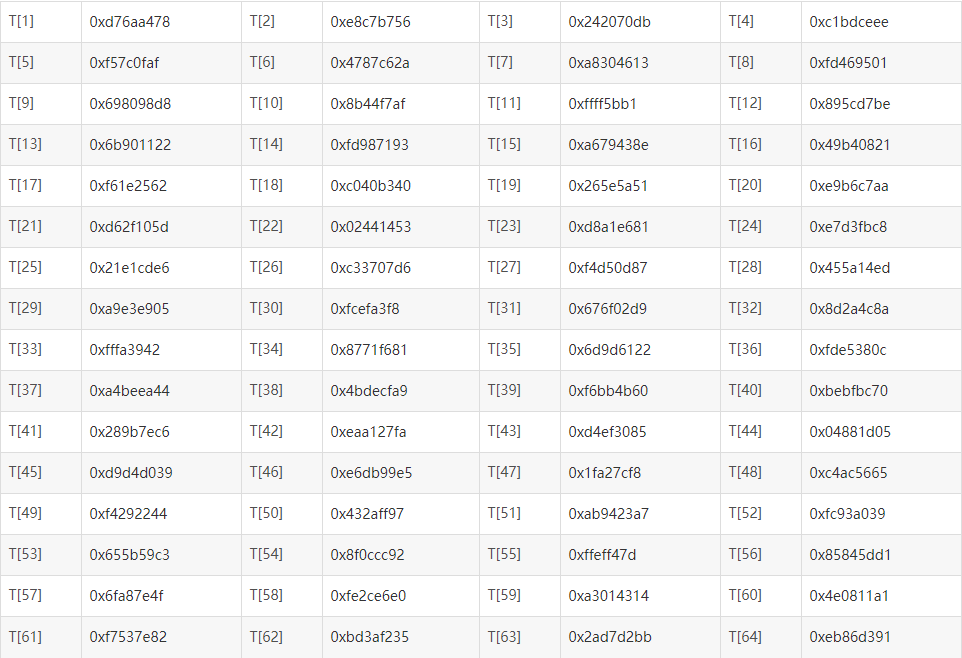 T[1] 0xd76aa478 T[2] 0xe8c7b756 T[3] 0x242070db T[4] 0xc1bdceee
T[5] 0xf57c0faf T[6] 0x4787c62a T[7] 0xa8304613 T[8] 0xfd469501
T[9] 0x698098d8 T[10] 0x8b44f7af T[11] 0xffff5bb1 T[12] 0x895cd7be
T[13] 0x6b901122 T[14] 0xfd987193 T[15] 0xa679438e T[16] 0x49b40821
T[17] 0xf61e2562 T[18] 0xc040b340 T[19] 0x265e5a51 T[20] 0xe9b6c7aa
T[21] 0xd62f105d T[22] 0x02441453 T[23] 0xd8a1e681 T[24] 0xe7d3fbc8
T[25] 0x21e1cde6 T[26] 0xc33707d6 T[27] 0xf4d50d87 T[28] 0x455a14ed
T[29] 0xa9e3e905 T[30] 0xfcefa3f8 T[31] 0x676f02d9 T[32] 0x8d2a4c8a
T[33] 0xfffa3942 T[34] 0x8771f681 T[35] 0x6d9d6122 T[36] 0xfde5380c
T[37] 0xa4beea44 T[38] 0x4bdecfa9 T[39] 0xf6bb4b60 T[40] 0xbebfbc70
T[41] 0x289b7ec6 T[42] 0xeaa127fa T[43] 0xd4ef3085 T[44] 0x04881d05
T[45] 0xd9d4d039 T[46] 0xe6db99e5 T[47] 0x1fa27cf8 T[48] 0xc4ac5665
T[49] 0xf4292244 T[50] 0x432aff97 T[51] 0xab9423a7 T[52] 0xfc93a039
T[53] 0x655b59c3 T[54] 0x8f0ccc92 T[55] 0xffeff47d T[56] 0x85845dd1
T[57] 0x6fa87e4f T[58] 0xfe2ce6e0 T[59] 0xa3014314 T[60] 0x4e0811a1
T[61] 0xf7537e82 T[62] 0xbd3af235 T[63] 0x2ad7d2bb T[64] 0xeb86d391